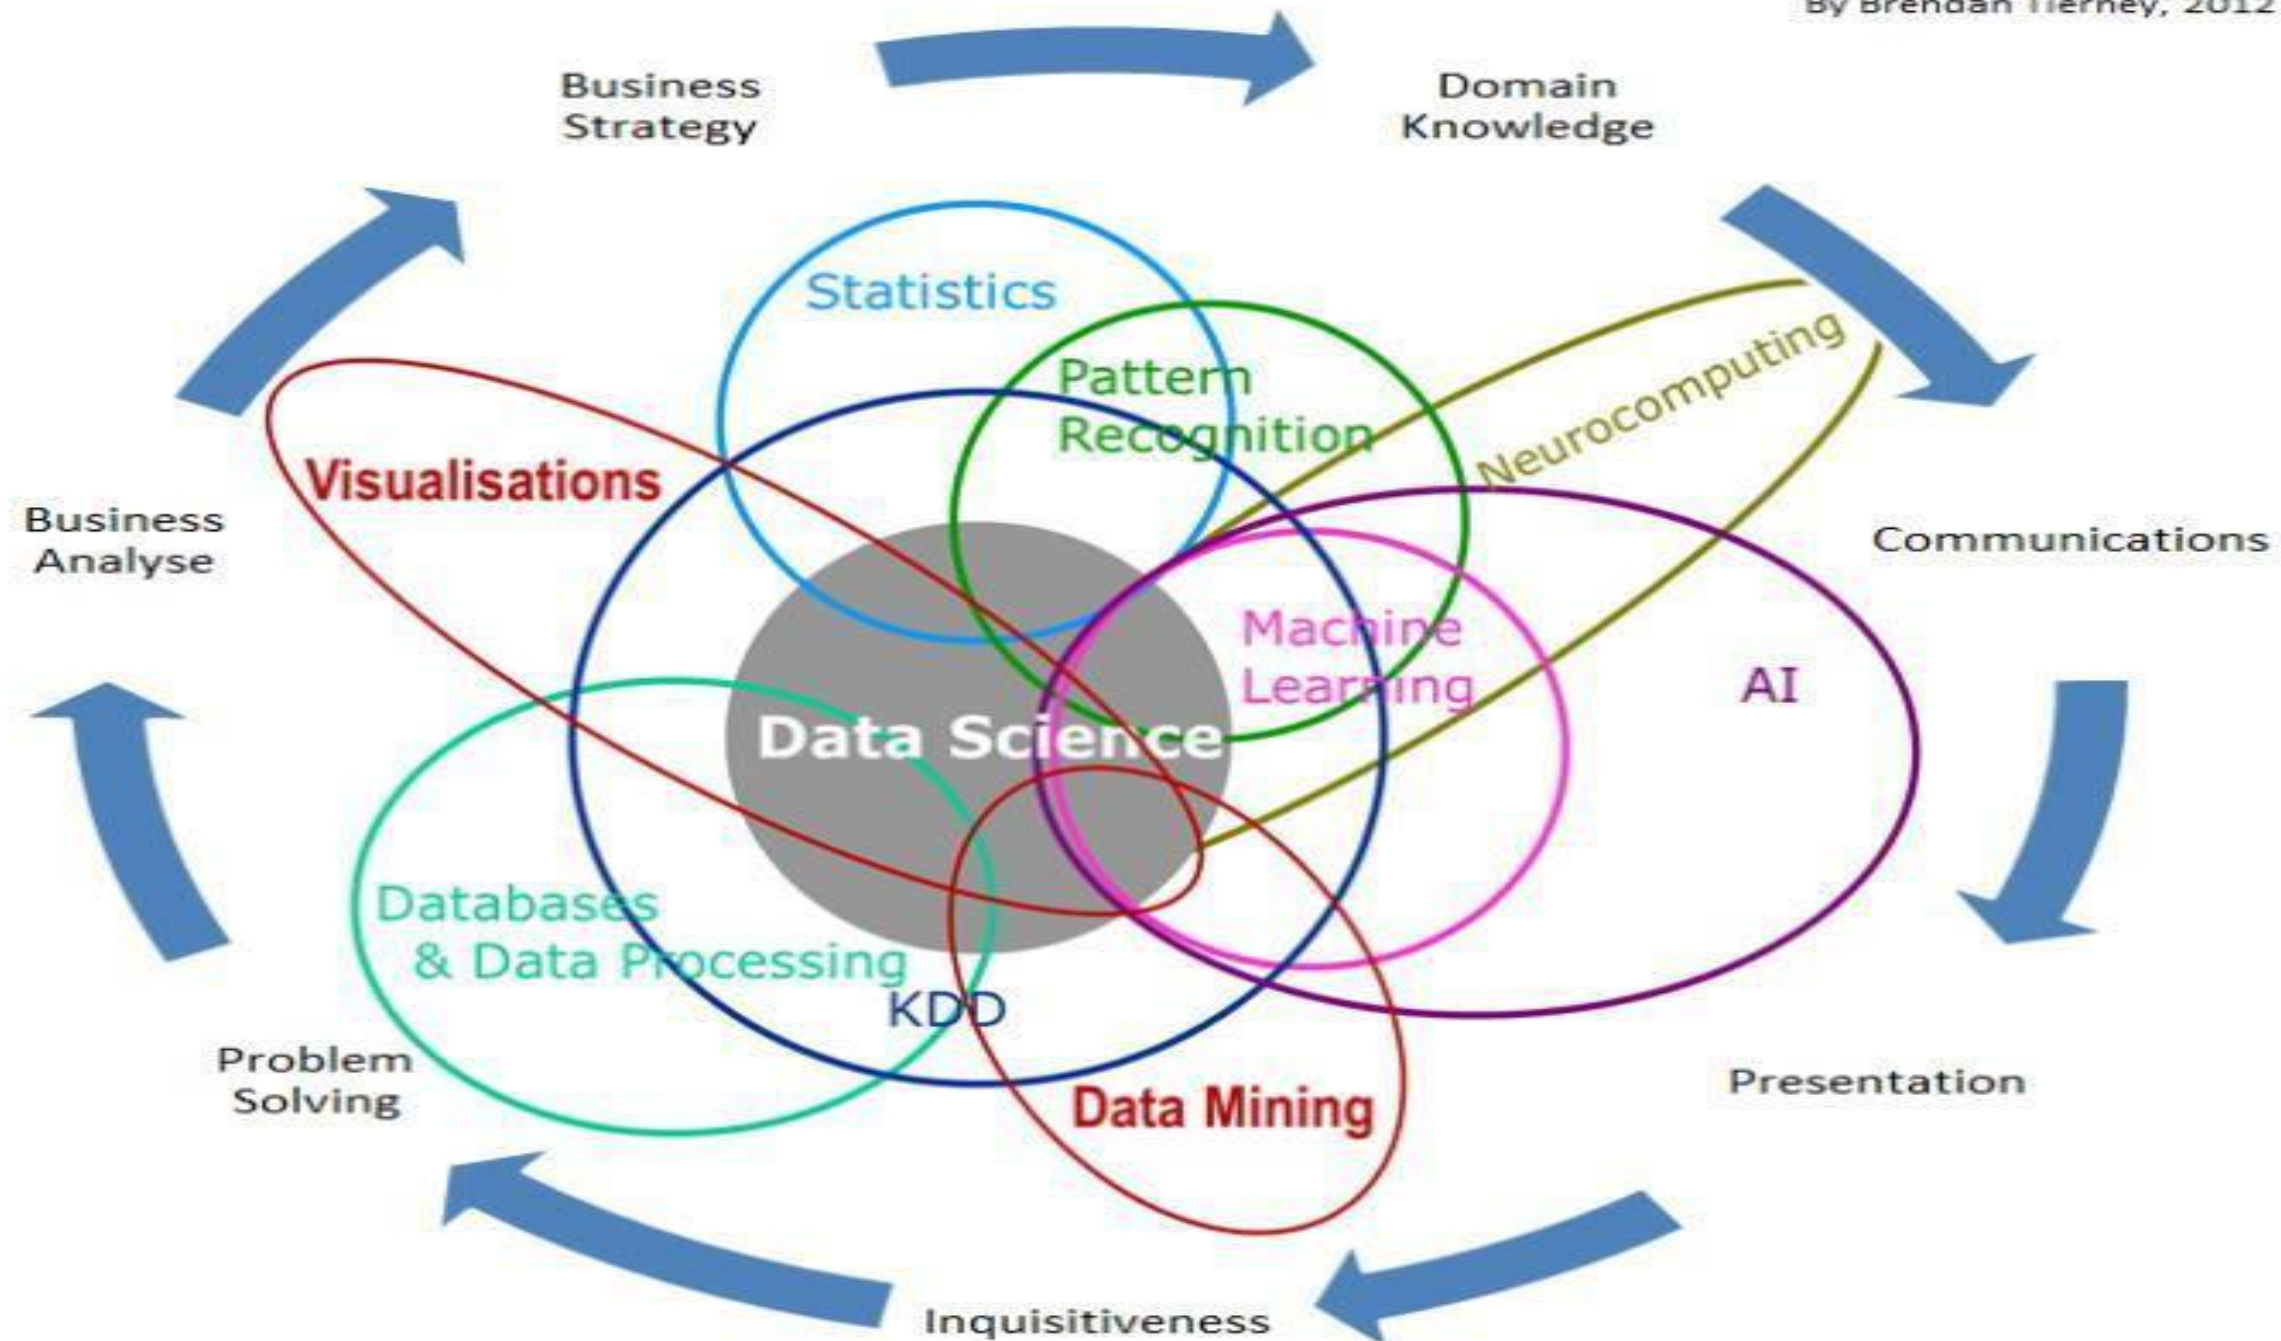 By Brendan Tierney, 2012
Business
Strategy
Domain
Knowledge
Statistics
Pattern
Recognition
Neurocomputing
Visualisations
Business
Analyse
Communications
Machine
Learning
AI
Data Science
Databases
& Data Processing
KDD
Problem
Solving
Presentation
Data Mining
Inquisitiveness